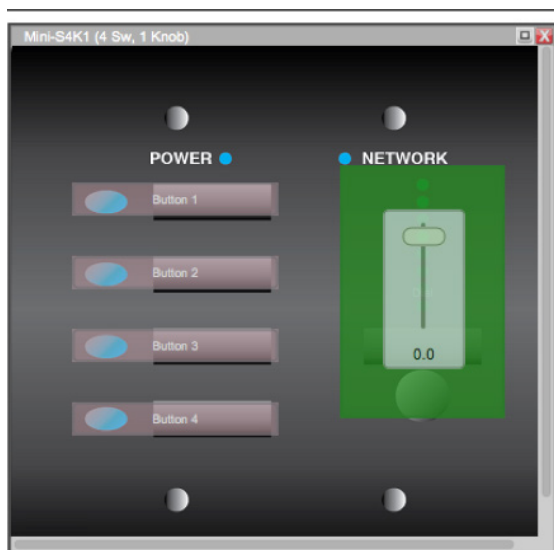 Mini-S4K1 (4 Sw, 1 Knob)
POWER
NETWORK
Button 1
Button 2
Button 3
Button 4
0.0